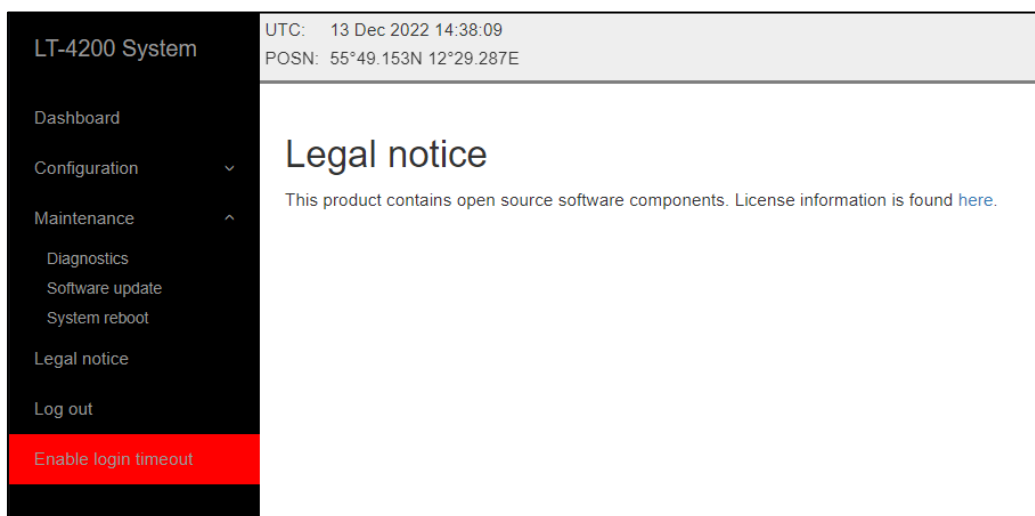 LT-4200 System
UTC: 13 Dec 2022 14:38:09
POSN: 55°49.153N 12°29.287E
Dashboard
Configuration
Maintenance
Diagnostics
Software update
System reboot
Legal notice
Log out
Enable login timeout
Legal notice
This product contains open source software components. License information is found here.